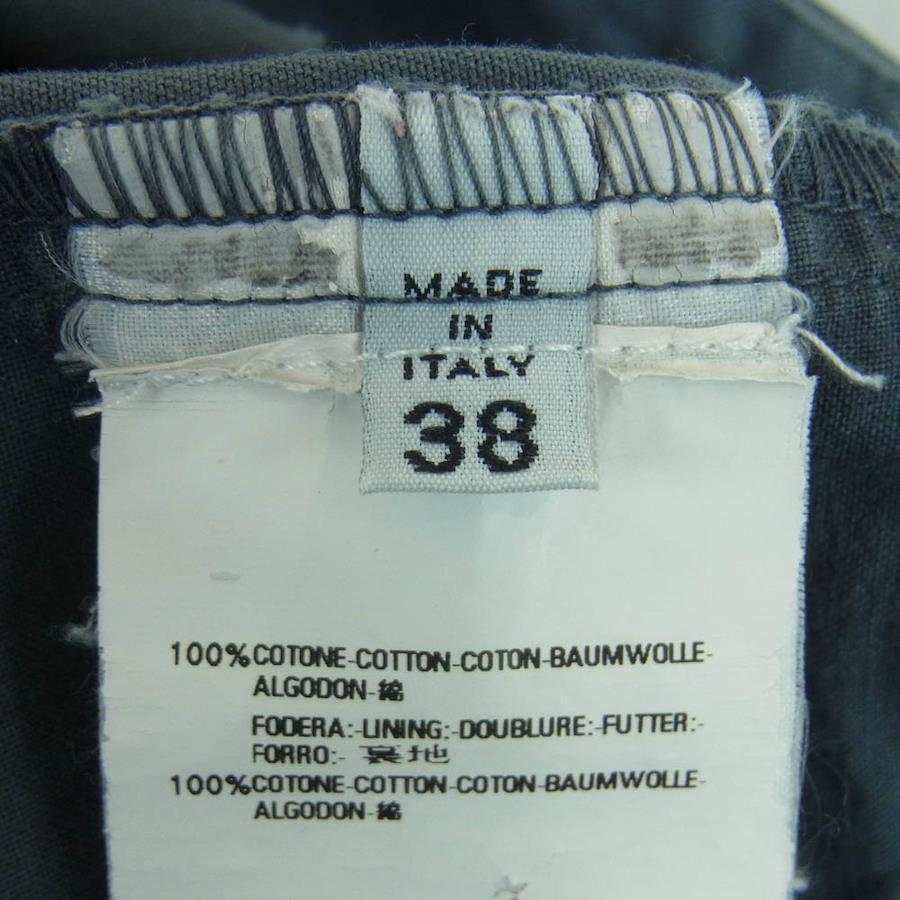 MADE
IN
ITALY
38
100%COTONE-COTTON-COTON-BAUMWOLLE-
ALGODON-綿
FODERA:-LINING:-DOUBLURE:-FUTTER:-
FORRO:- 裏地
100%COTONE-COTTON-COTON-BAUMWOLLE-
ALGODON-綿